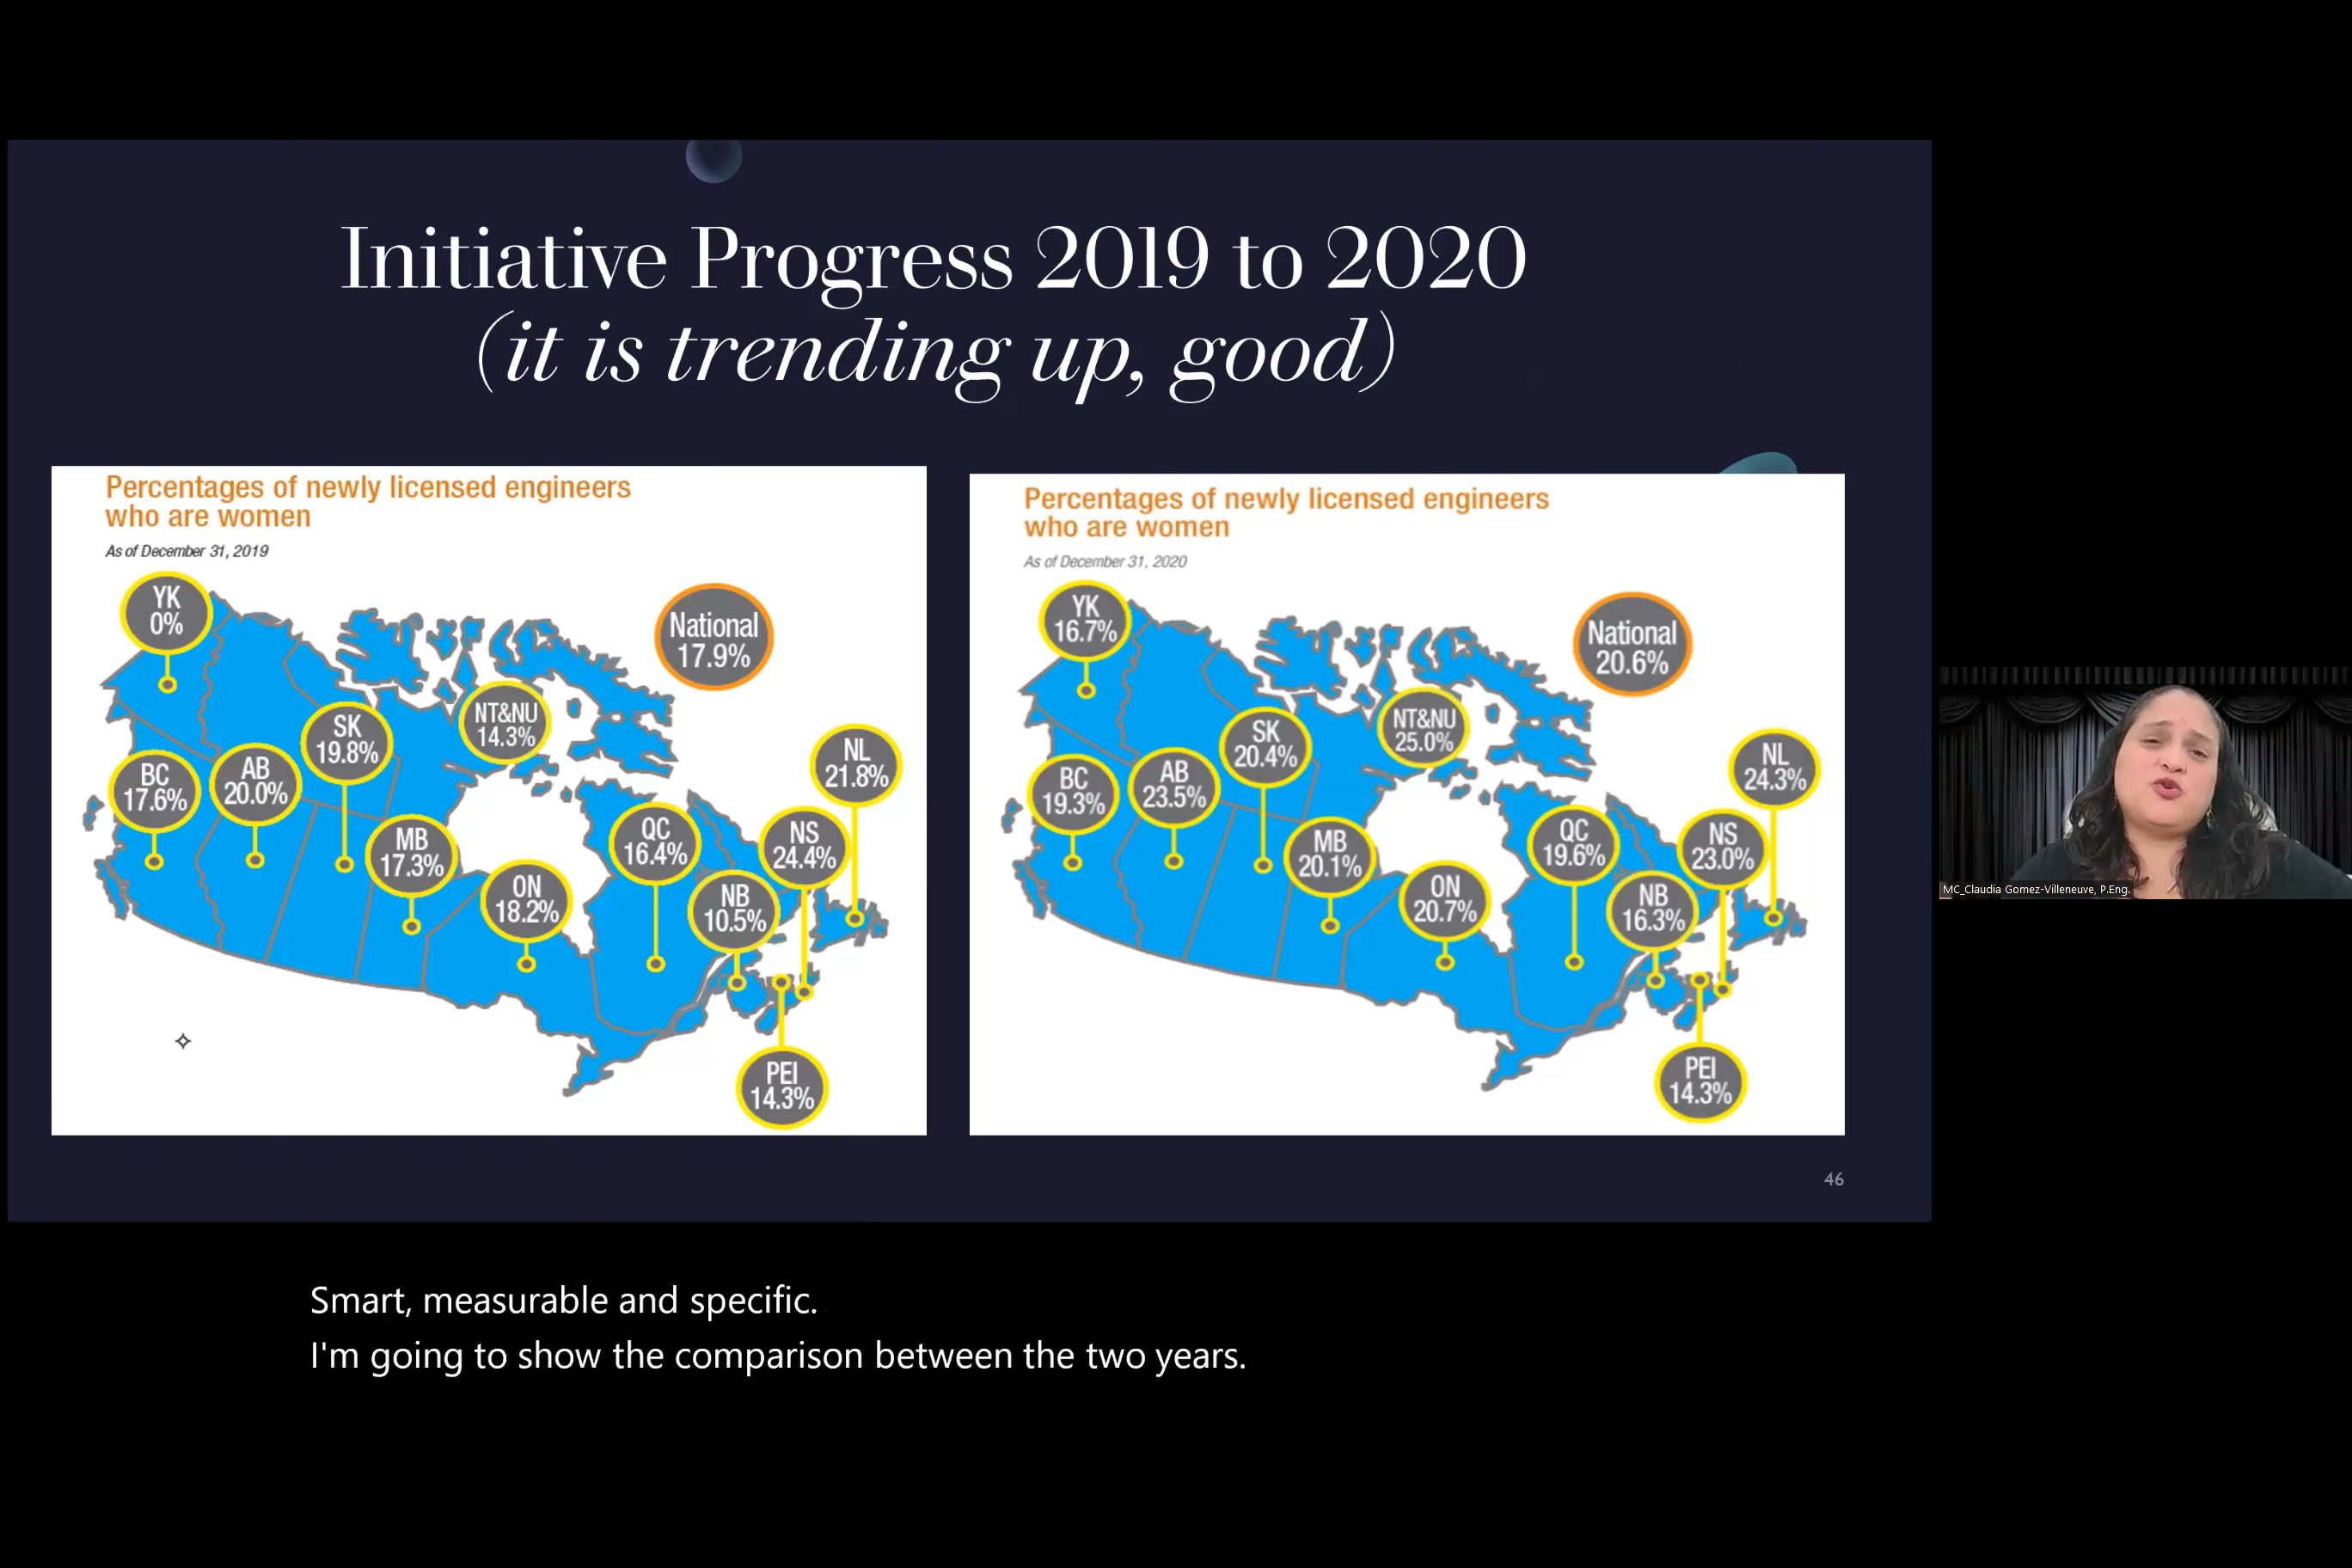 Initiative Progress 2019 to 2020
(it is trending up, good)
Percentages of newly licensed engineers
who are women
As of December 31, 2019
YK
0%
National
17.9%
SK
19.8%
NT&NU
14.3%
NL
21.8%
BC
17.6%
AB
20.0%
MB
17.3%
QC
16.4%
NS
24.4%
ON
18.2%
NB
10.5%
PEI
14.3%
Percentages of newly licensed engineers
who are women
As of December 31, 2020
YK
16.7%
National
20.6%
SK
20.4%
NT&NU
25.0%
NL
24.3%
BC
19.3%
AB
23.5%
MB
20.1%
QC
19.6%
NS
23.0%
ON
20.7%
NB
16.3%
PEI
14.3%
46
MC_Claudia Gomez-Villeneuve, P.Eng.
Smart, measurable and specific.
I'm going to show the comparison between the two years.